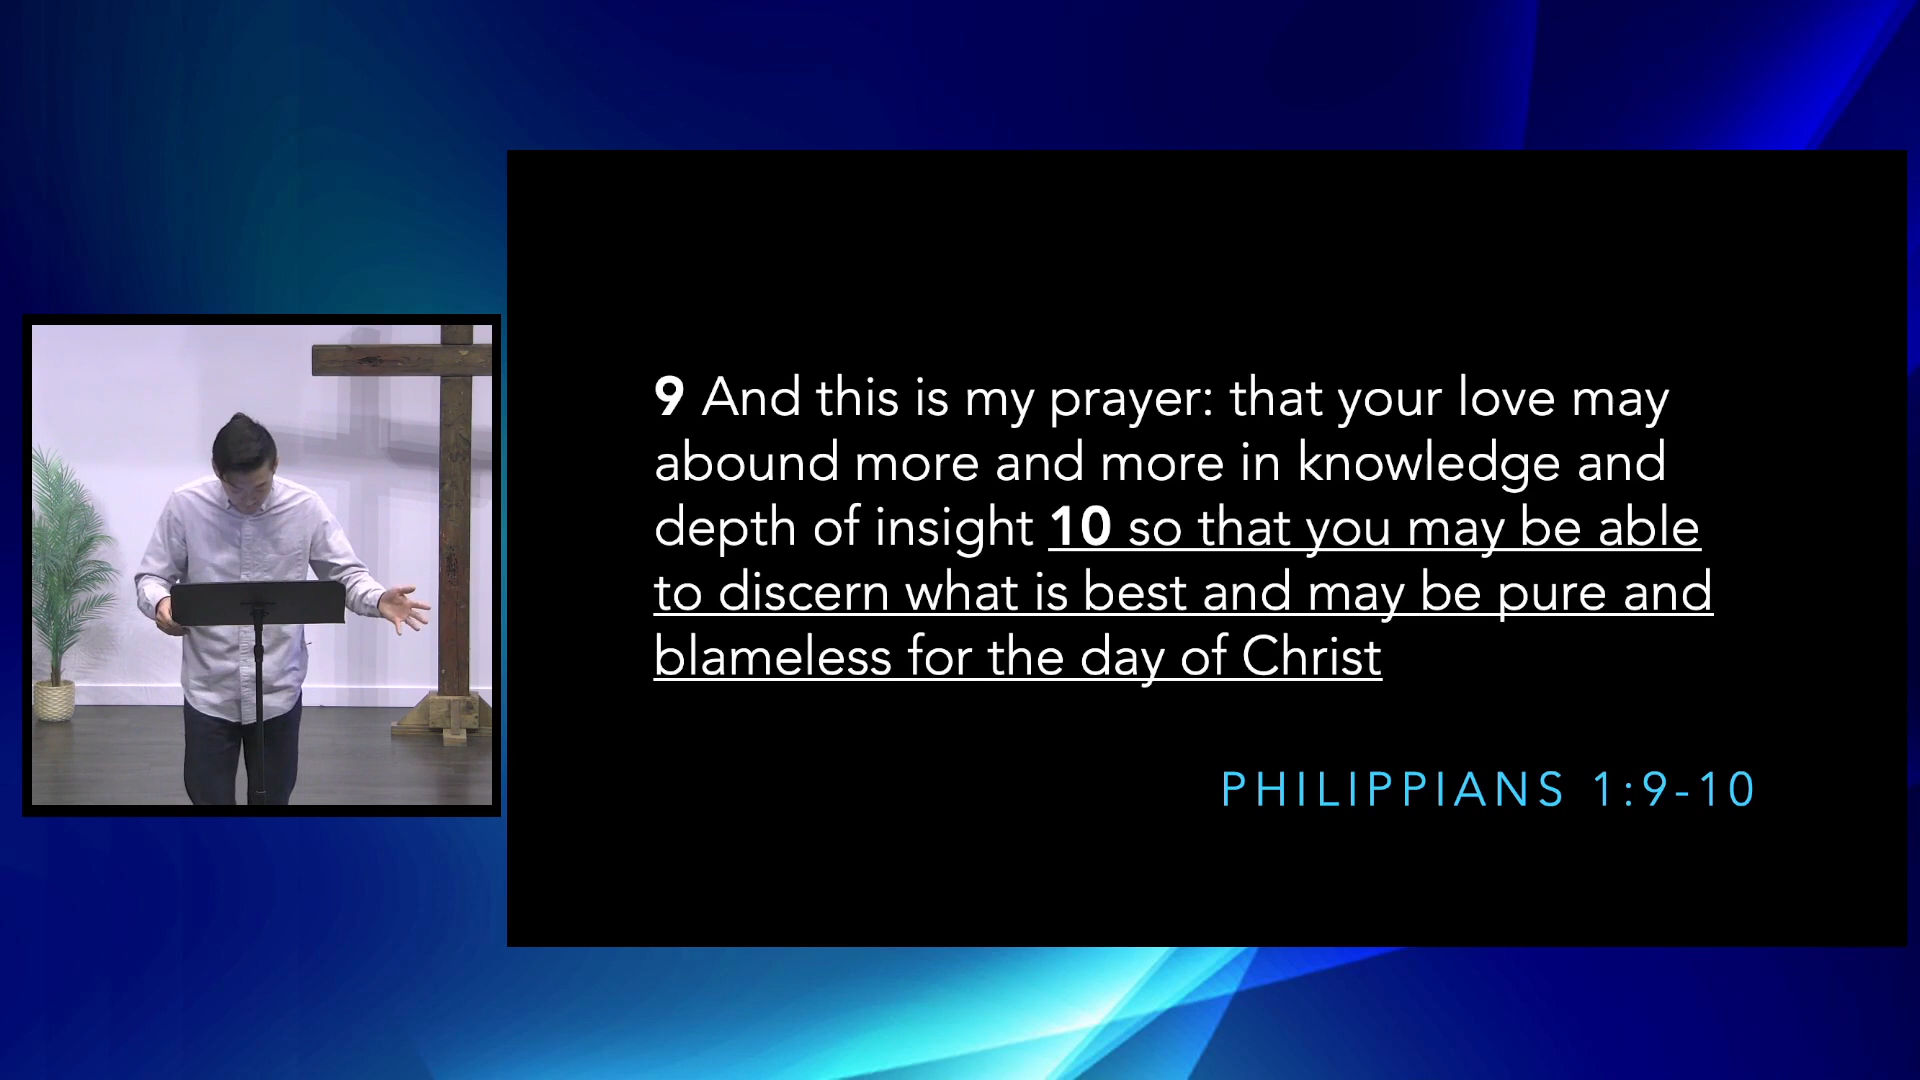 9 And this is my prayer: that your love may
abound more and more in knowledge and
depth of insight 10 so that you may be able
to discern what is best and may be pure and
blameless for the day of Christ
PHILIPPIANS 1:9-10